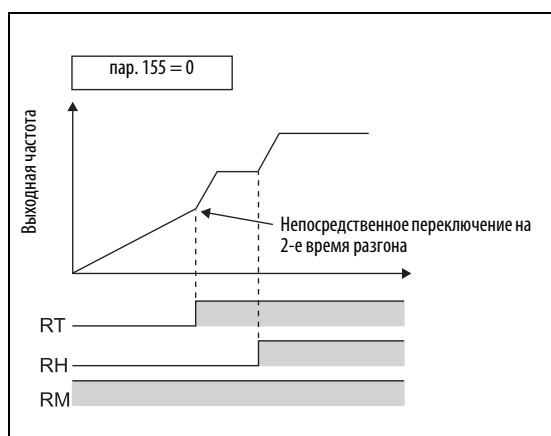 пар. 155 = 0
Выходная частота
Непосредственное переключение на
2-е время разгона
RT
RH
RM